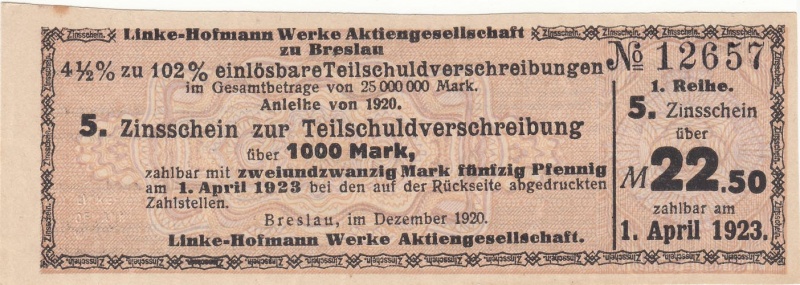 Linke-Hofmann Werke Aktiengesellschaft
zu Breslau
4½% zu 102% einlösbare Teilschuldverschreibungen
im Gesamtbetrage von 25 000 000 Mark.
Anleihe von 1920.
5. Zinsschein zur Teilschuldverschreibung
über 1000 Mark,
zahlbar mit zweiundzwanzig Mark fünfzig Pfennig
am 1. April 1923 bei den auf der Rückseite abgedruckten
Zahlstellen.
Breslau, im Dezember 1920.
Linke-Hofmann Werke Aktiengesellschaft.
№ 12657
1. Reihe.
5. Zinsschein
über
M 22.50
zahlbar am
1. April 1923.